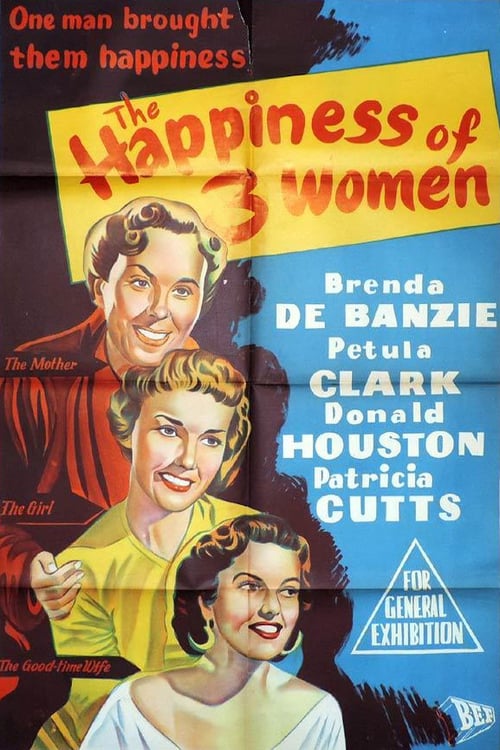 One man brought
them happiness
The
Happiness of
3 women
Brenda
DE BANZIE
Petula
CLARK
Donald
HOUSTON
Patricia
CUTTS
The Mother
The Girl
The Good-time Wife
FOR
GENERAL
EXHIBITION
BEF